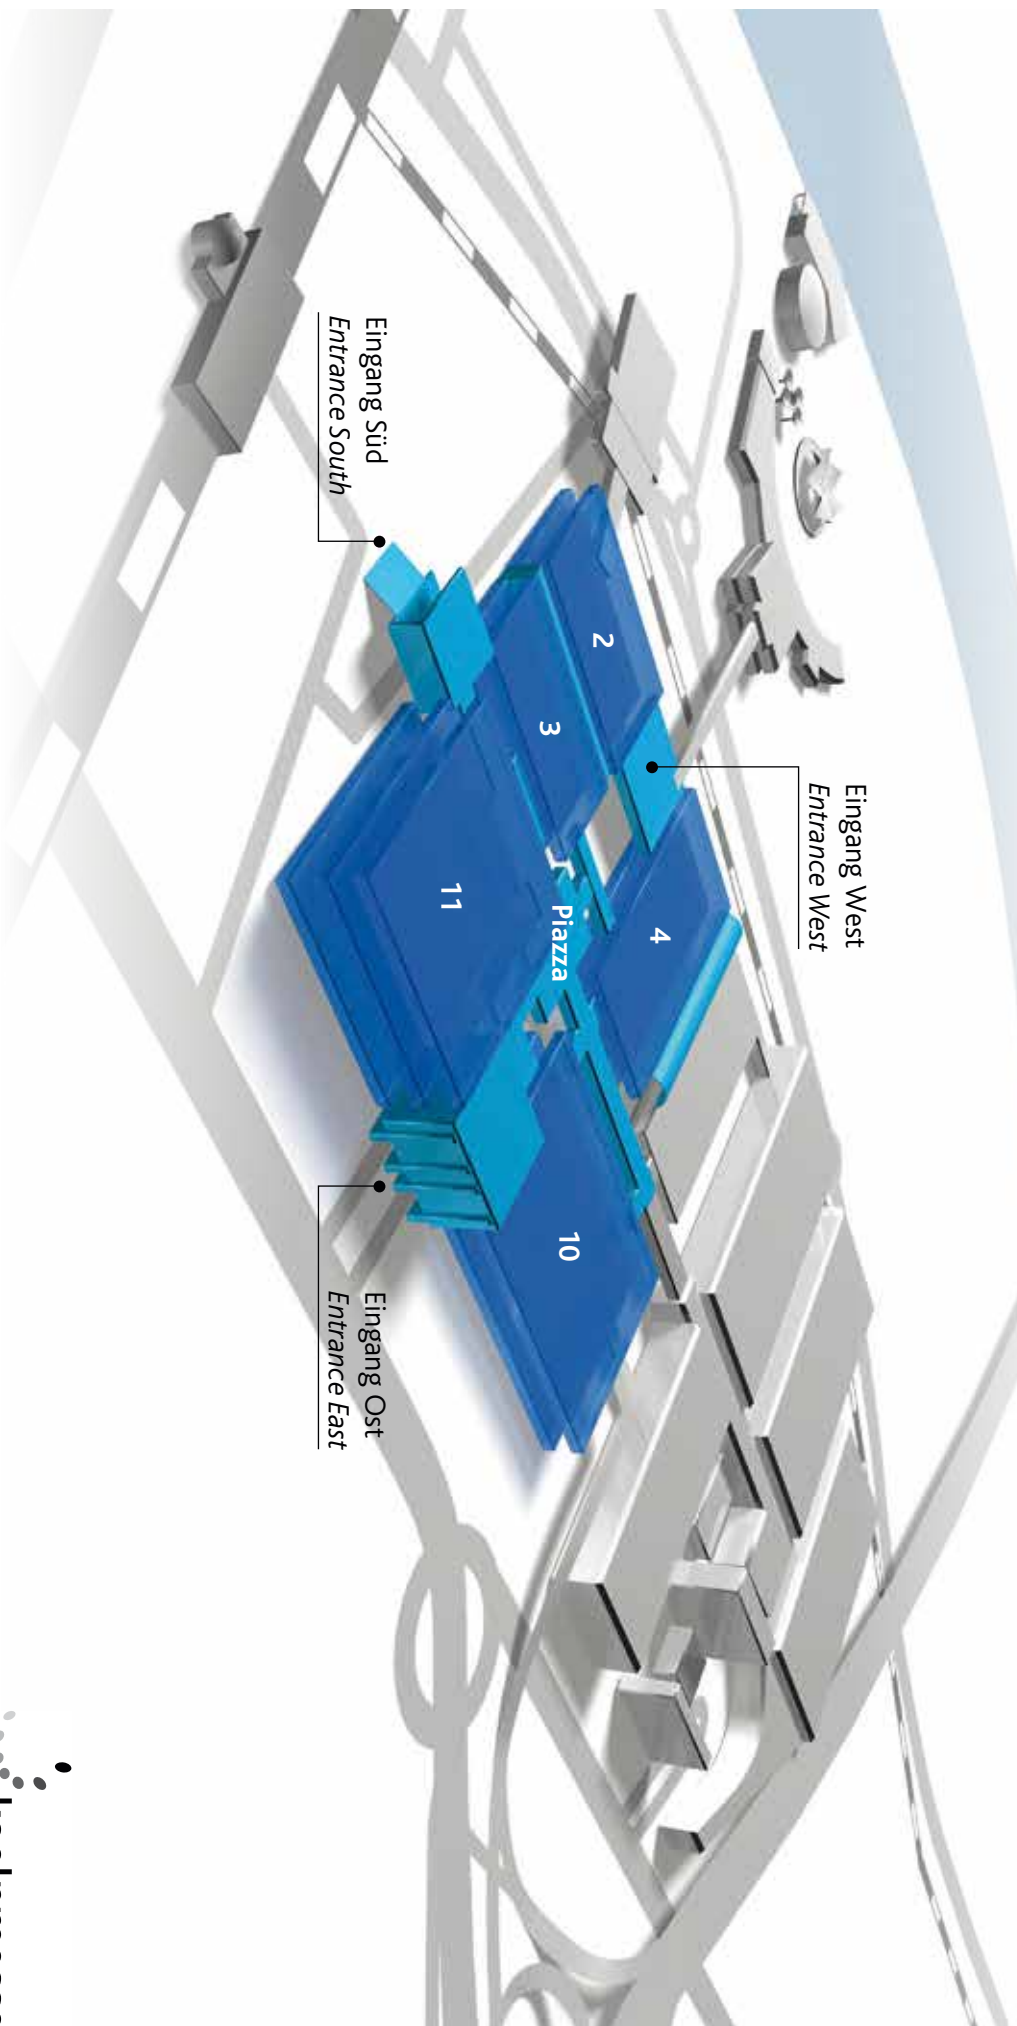 Eingang West
Entrance West
2
3
4
Piazza
11
10
Eingang Süd
Entrance South
Eingang Ost
Entrance East